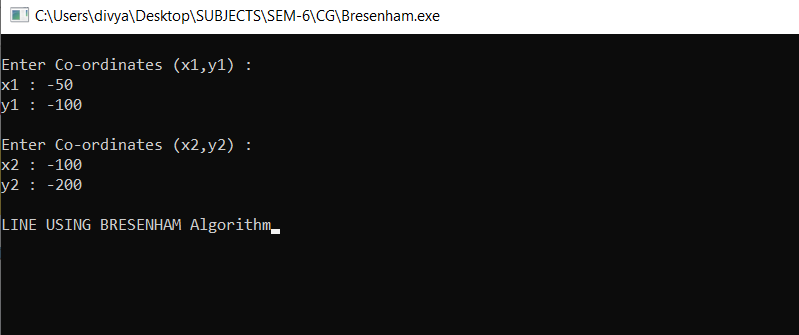 C:\Users\divya\Desktop\SUBJECTS\SEM-6\CG\Bresenham.exe
Enter Co-ordinates (x1,y1) :
x1 : -50
y1 : -100
Enter Co-ordinates (x2,y2) :
x2 : -100
y2 : -200
LINE USING BRESENHAM Algorithm